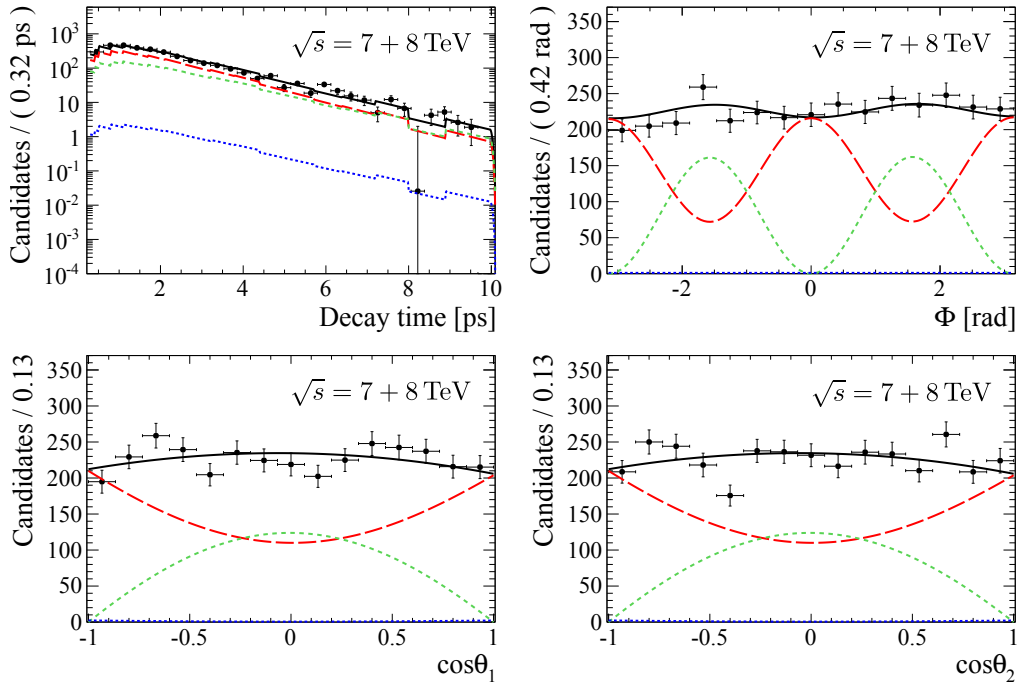 Candidates / ( 0.32 ps )
10³
10²
10
1
10⁻¹
10⁻²
10⁻³
10⁻⁴
√s = 7 + 8 TeV
2 4 6 8 10
Decay time [ps]
Candidates / ( 0.42 rad )
350
300
250
200
150
100
50
0
√s = 7 + 8 TeV
-2 0 2
Φ [rad]
Candidates / 0.13
350
300
250
200
150
100
50
0
√s = 7 + 8 TeV
-1 -0.5 0 0.5 1
cosθ₁
Candidates / 0.13
350
300
250
200
150
100
50
0
√s = 7 + 8 TeV
-1 -0.5 0 0.5 1
cosθ₂